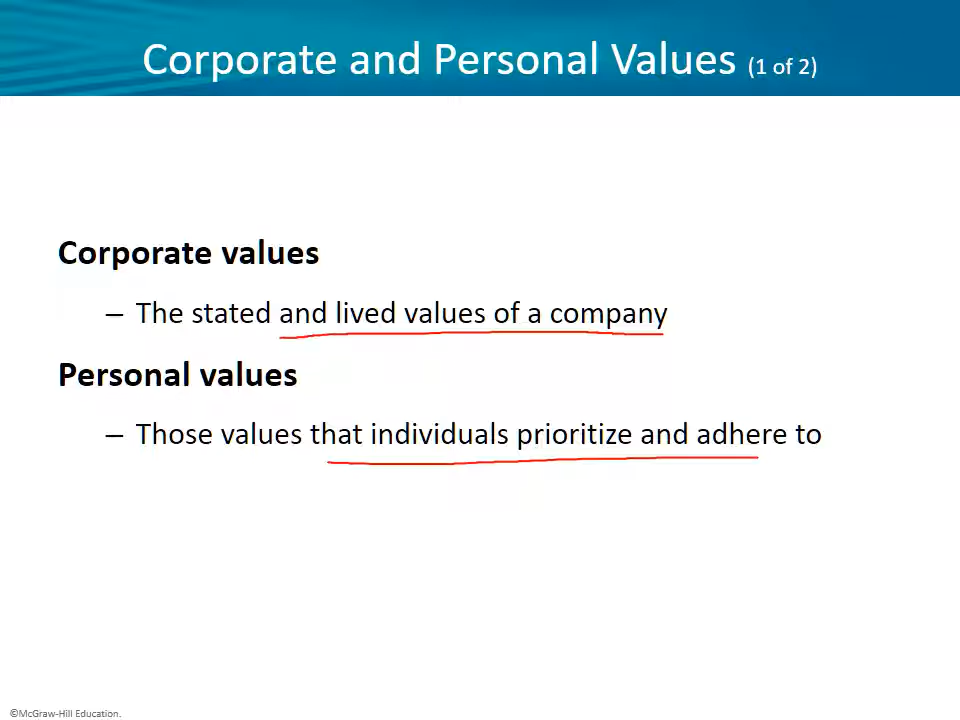 Corporate and Personal Values (1 of 2)
Corporate values
– The stated and lived values of a company
Personal values
– Those values that individuals prioritize and adhere to
©McGraw-Hill Education.